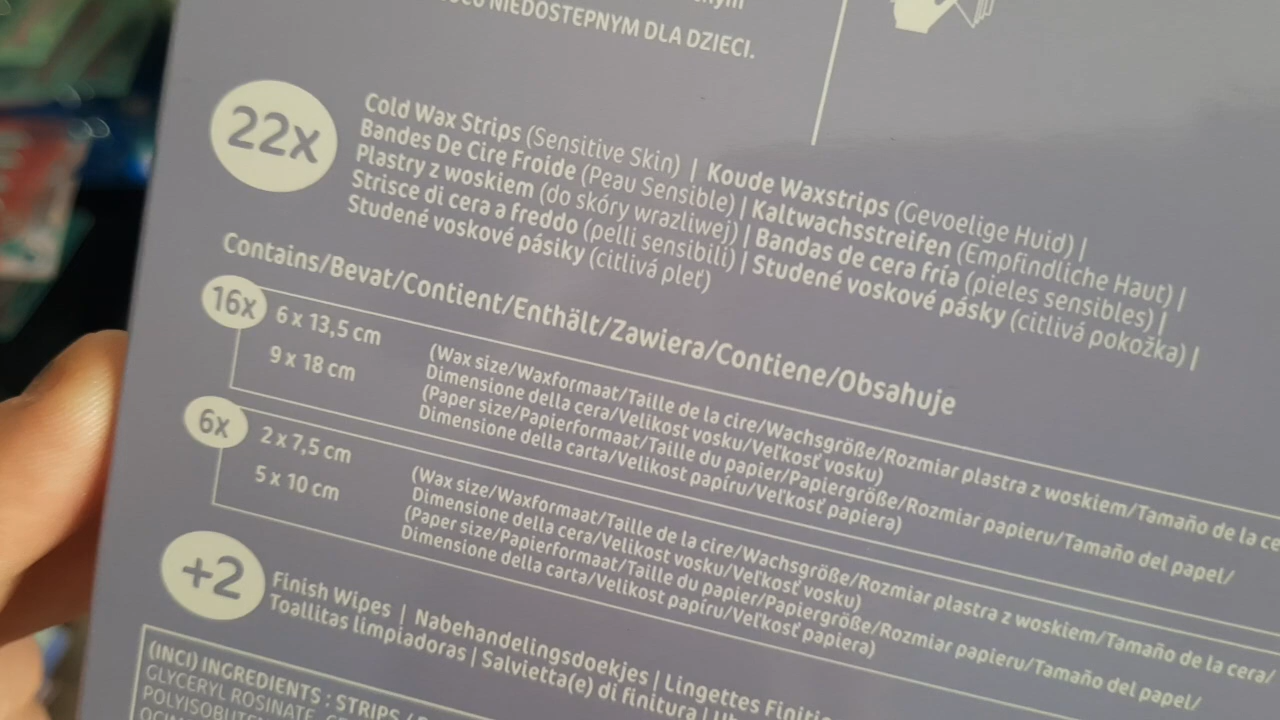 NIEDOSTEPNYM DLA DZIECI.
22x
Cold Wax Strips (Sensitive Skin) | Koude Waxstrips (Gevoelige Huid) |
Bandes De Cire Froide (Peau Sensible) | Kaltwachsstreifen (Empfindliche Haut) |
Plastry z woskiem (do skóry wrazliwej) | Bandas de cera fría (pieles sensibles) |
Strisce di cera a freddo (pelli sensibili) | Studené voskové pásky (citlivá pokožka) |
Studené voskové pásiky (citlivá pleť)
Contains/Bevat/Contient/Enthält/Zawiera/Contiene/Obsahuje
16x
6 x 13,5 cm
(Wax size/Waxformaat/Taille de la cire/Wachsgröße/Rozmiar plastra z woskiem/Tamaño de la
Dimensione della cera/Velikost vosku/Veľkosť vosku)
9 x 18 cm
(Paper size/Papierformaat/Taille du papier/Papiergröße/Rozmiar papieru/Tamaño del papel/
Dimensione della carta/Velikost papíru/Veľkosť papiera)
6x
2 x 7,5 cm
(Wax size/Waxformaat/Taille de la cire/Wachsgröße/Rozmiar plastra z woskiem/Tamaño de la cera/
Dimensione della cera/Velikost vosku/Veľkosť vosku)
5 x 10 cm
(Paper size/Papierformaat/Taille du papier/Papiergröße/Rozmiar papieru/Tamaño del papel/
Dimensione della carta/Velikost papíru/Veľkosť papiera)
+2
Finish Wipes | Nabehandelingsdoekjes | Lingettes
Toallitas limpiadoras | Salvietta(e) di finitura |
(INCI) INGREDIENTS : STRIPS /
GLYCERYL ROSINATE,